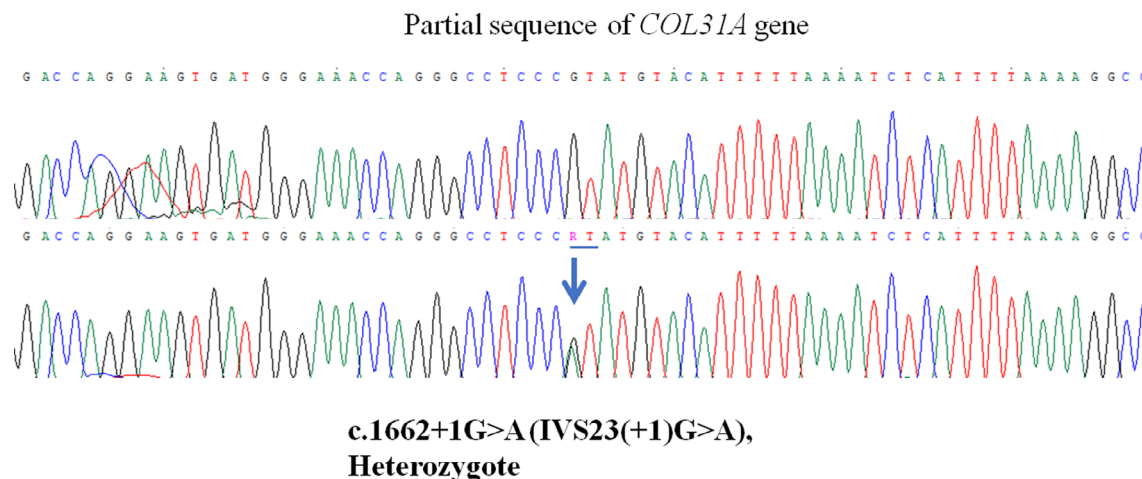 Partial sequence of COL31A gene
G A C C A G G A A G T G A T G G G A A A C C A G G G C C T C C C G T A T G T A C A T T T T T A A A A T C T C A T T T T A A A A G G C C
G A C C A G G A A G T G A T G G G A A A C C A G G G C C T C C C R T A T G T A C A T T T T T A A A A T C T C A T T T T A A A A G G C C
c.1662+1G>A (IVS23(+1)G>A),
Heterozygote